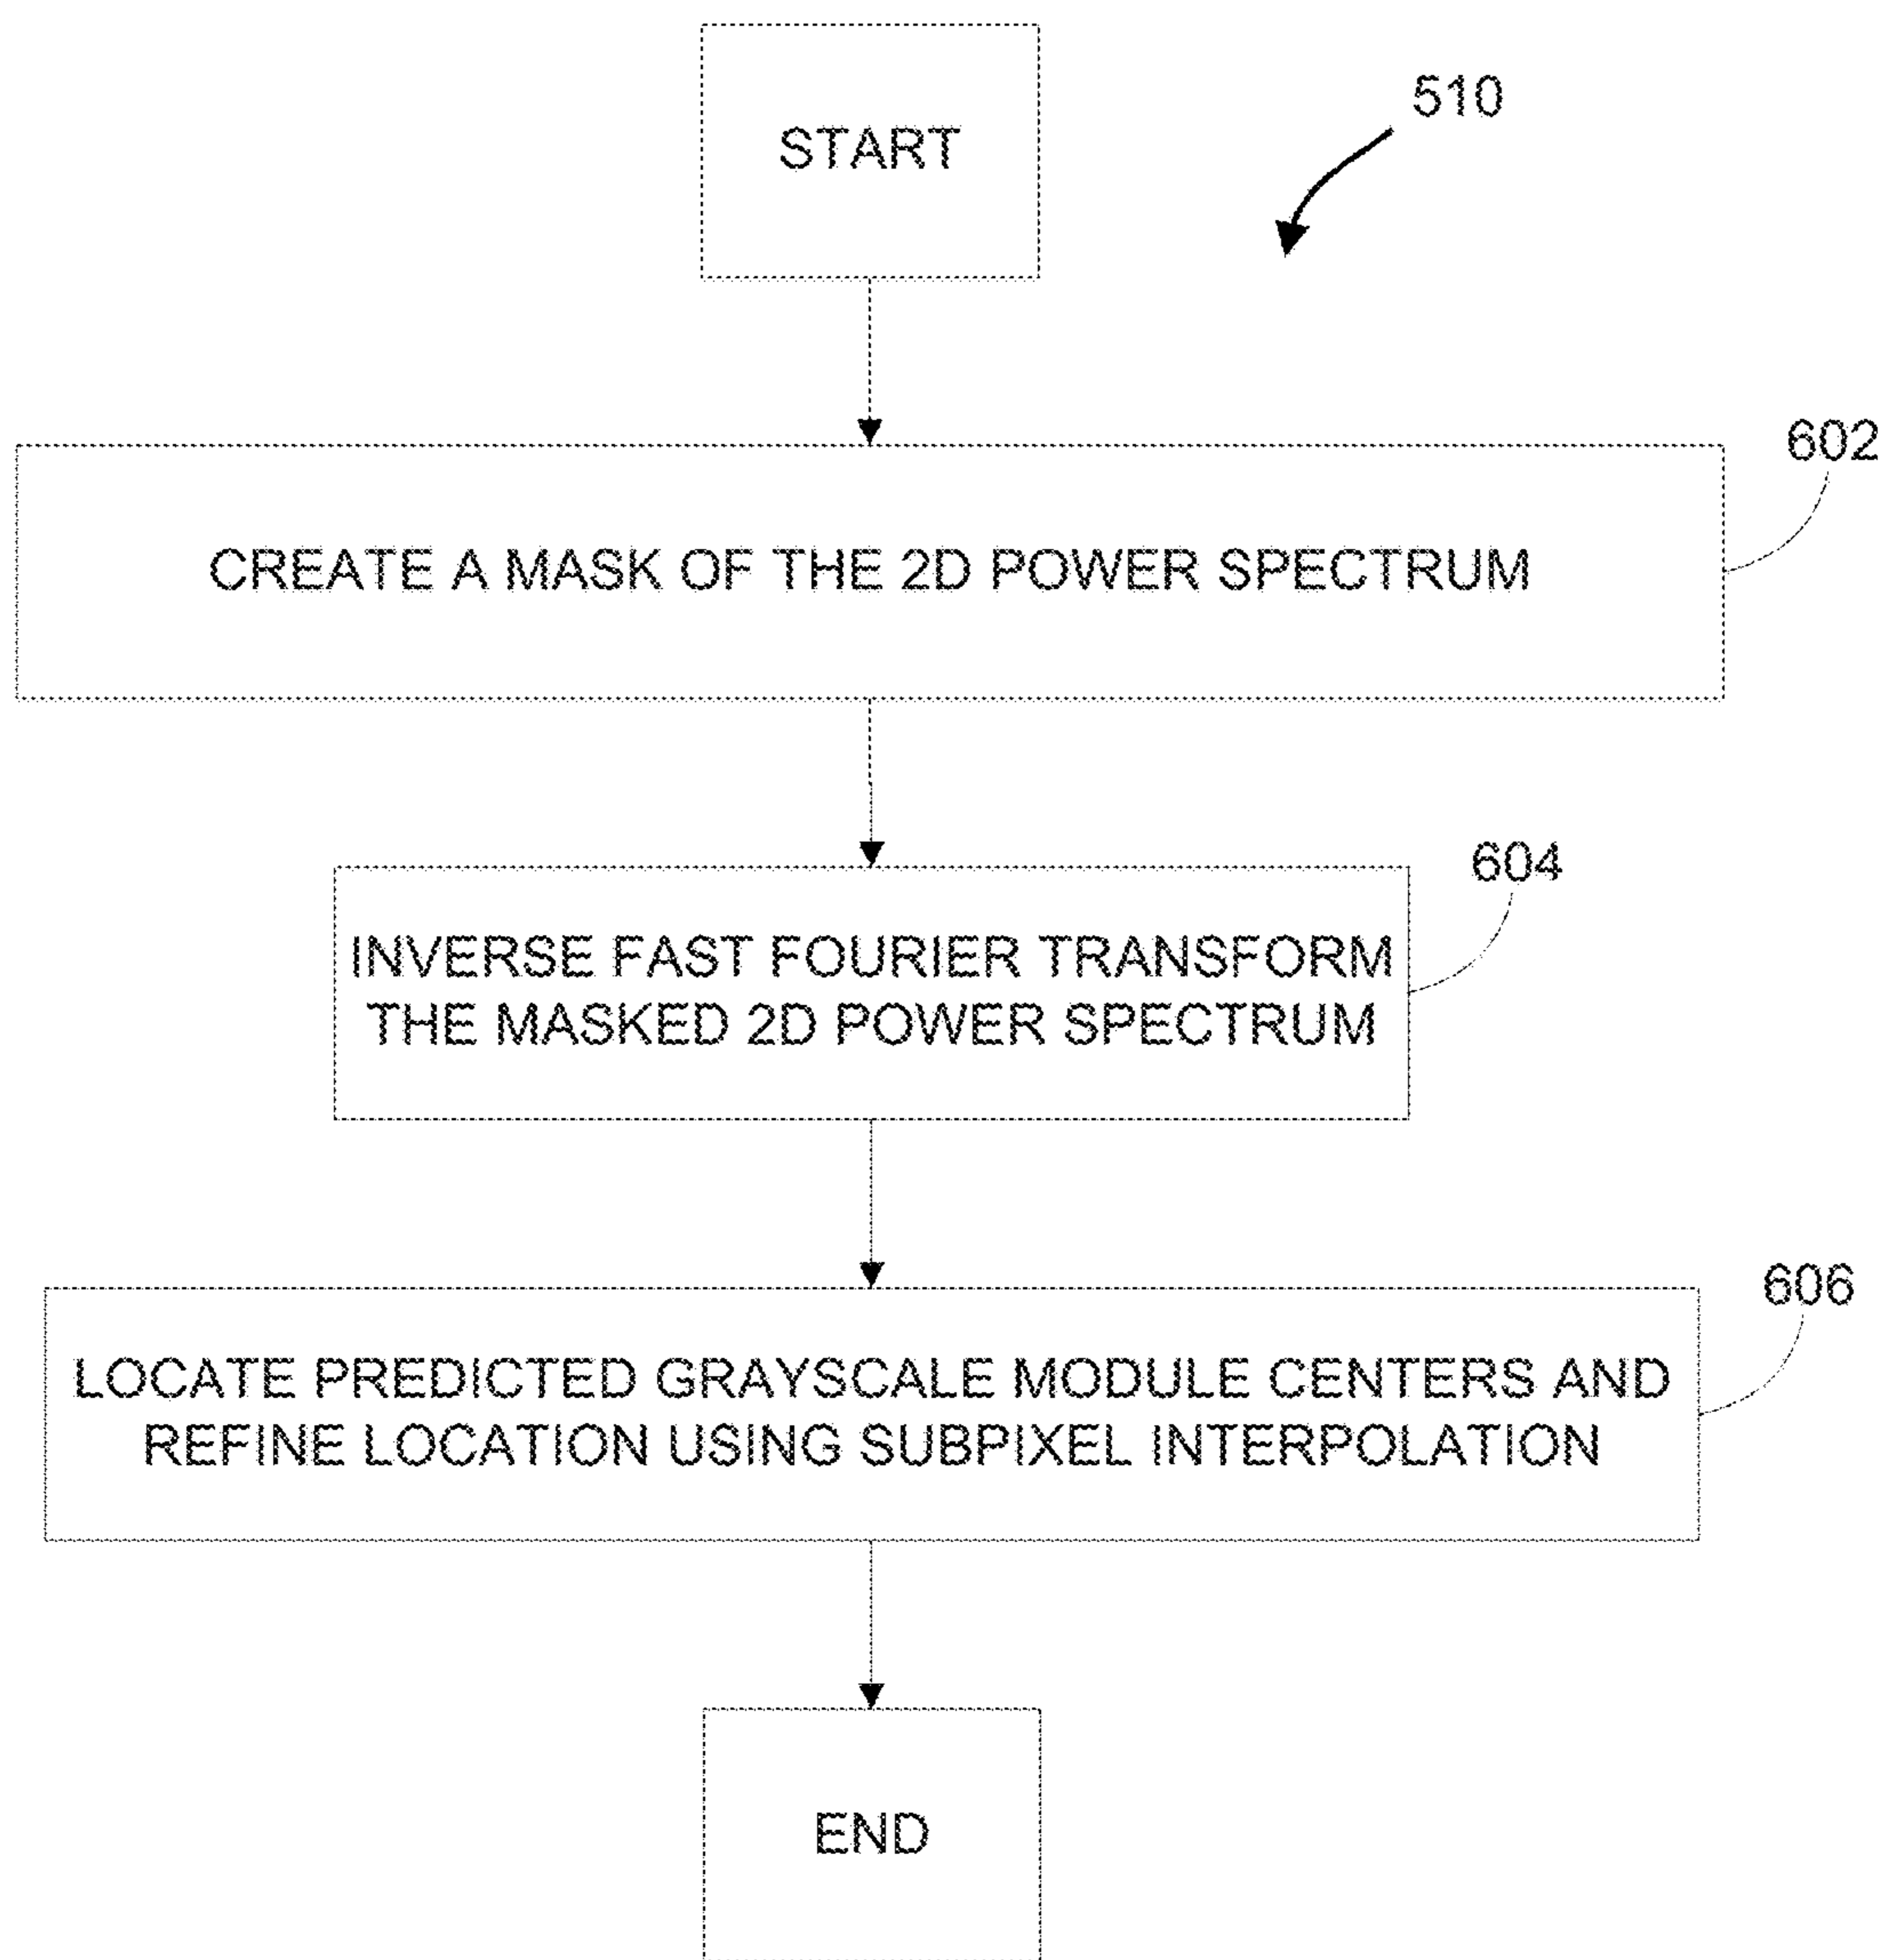 START
510
602
CREATE A MASK OF THE 2D POWER SPECTRUM
604
INVERSE FAST FOURIER TRANSFORM
THE MASKED 2D POWER SPECTRUM
606
LOCATE PREDICTED GRAYSCALE MODULE CENTERS AND
REFINE LOCATION USING SUBPIXEL INTERPOLATION
END